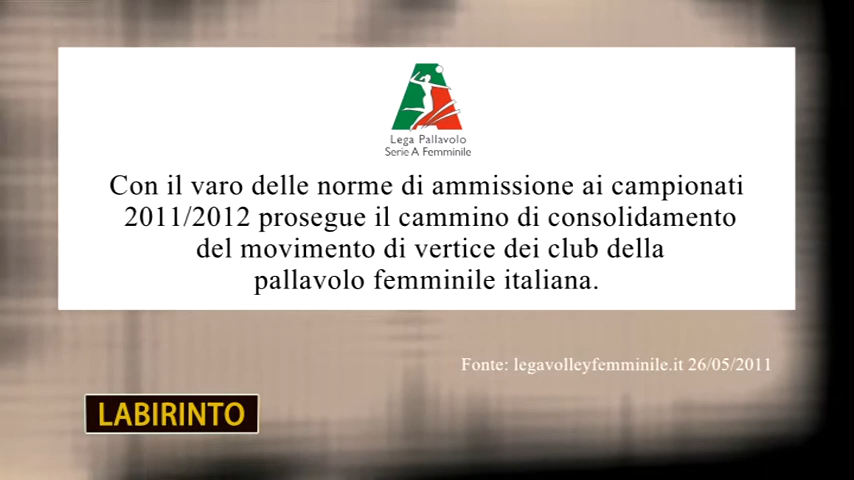 Lega Pallavolo
Serie A Femminile
Con il varo delle norme di ammissione ai campionati
2011/2012 prosegue il cammino di consolidamento
del movimento di vertice dei club della
pallavolo femminile italiana.
Fonte: legavolleyfemminile.it 26/05/2011
LABIRINTO